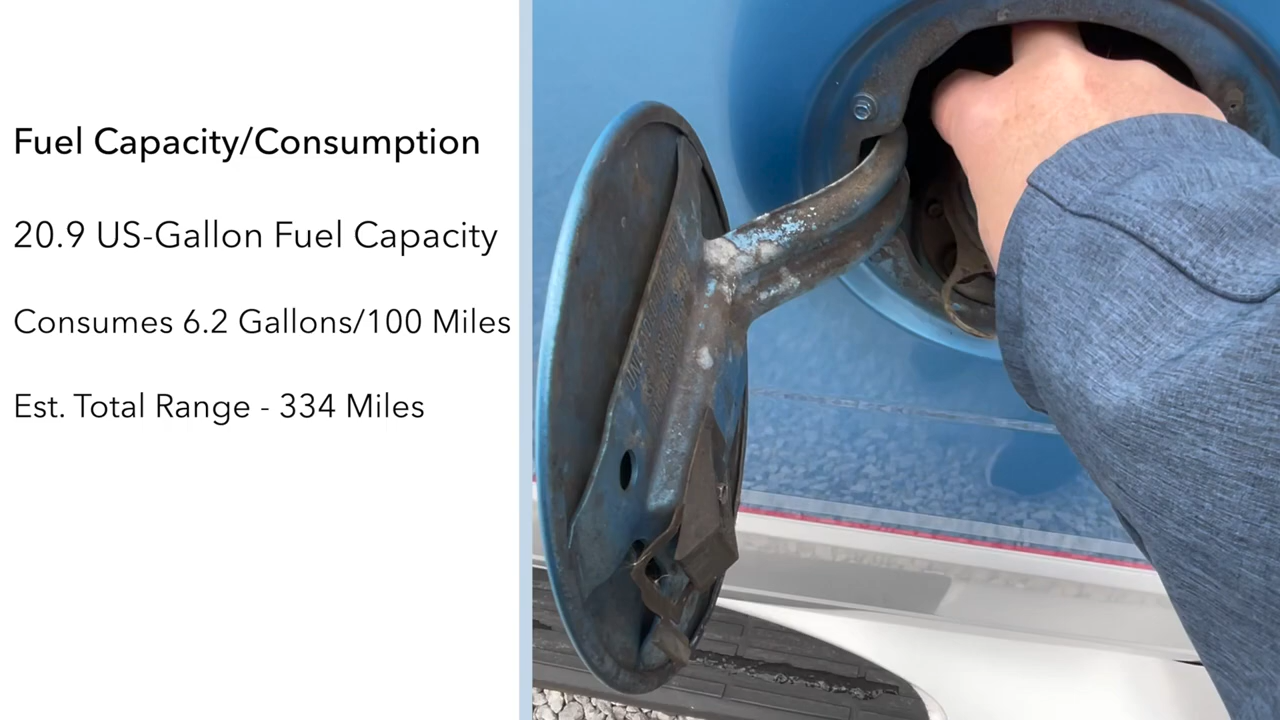 Fuel Capacity/Consumption
20.9 US-Gallon Fuel Capacity
Consumes 6.2 Gallons/100 Miles
Est. Total Range - 334 Miles